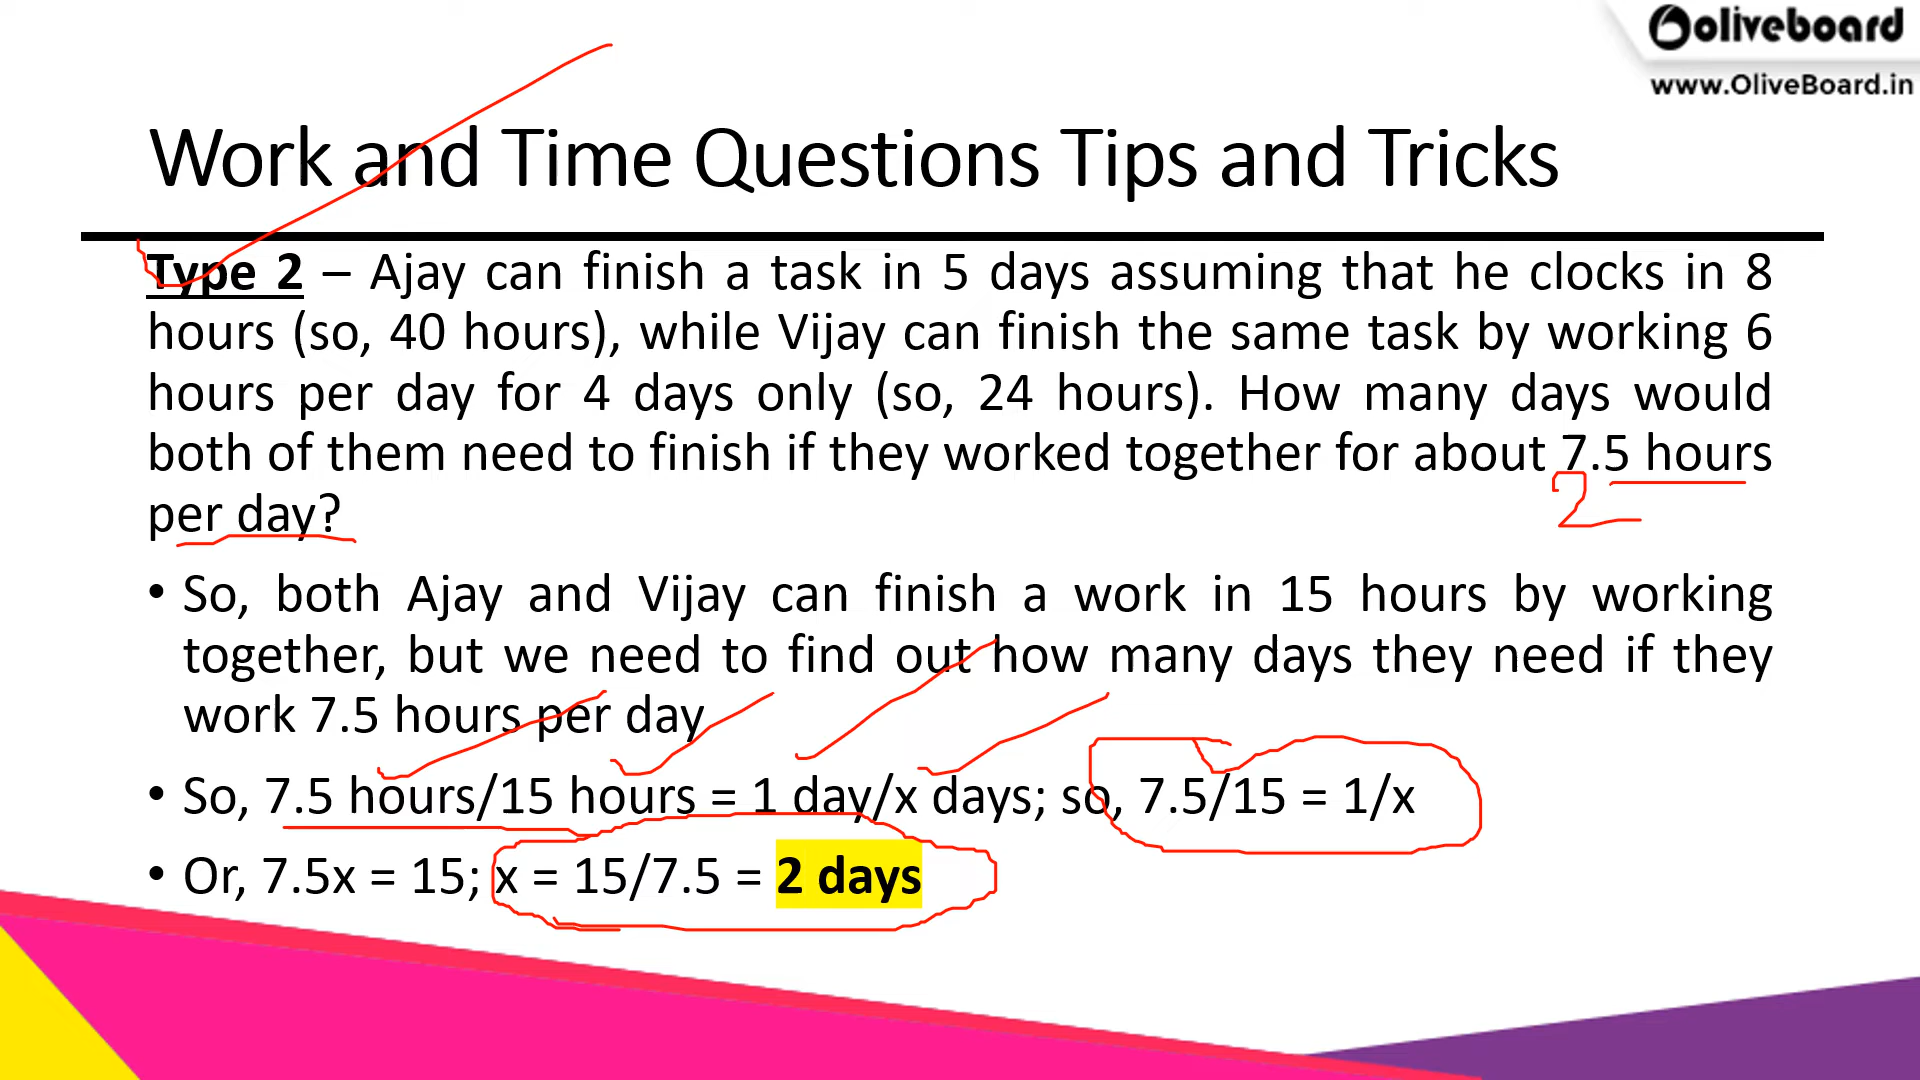 oliveboard
www.OliveBoard.in
Work and Time Questions Tips and Tricks
Type 2 – Ajay can finish a task in 5 days assuming that he clocks in 8
hours (so, 40 hours), while Vijay can finish the same task by working 6
hours per day for 4 days only (so, 24 hours). How many days would
both of them need to finish if they worked together for about 7.5 hours
2
per day?
• So, both Ajay and Vijay can finish a work in 15 hours by working
together, but we need to find out how many days they need if they
work 7.5 hours per day
• So, 7.5 hours/15 hours = 1 day/x days; so, 7.5/15 = 1/x
• Or, 7.5x = 15; x = 15/7.5 = 2 days